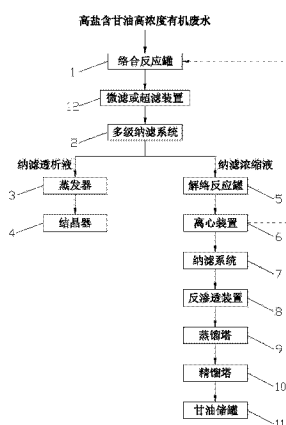 高盐含甘油高浓度有机废水
络合反应罐
1
微滤或超滤装置
12
多级纳滤系统
2
纳滤透析液
纳滤浓缩液
蒸发器
3
解络反应罐
5
结晶器
4
离心装置
6
纳滤系统
7
反渗透装置
8
蒸馏塔
9
精馏塔
10
甘油储罐
11